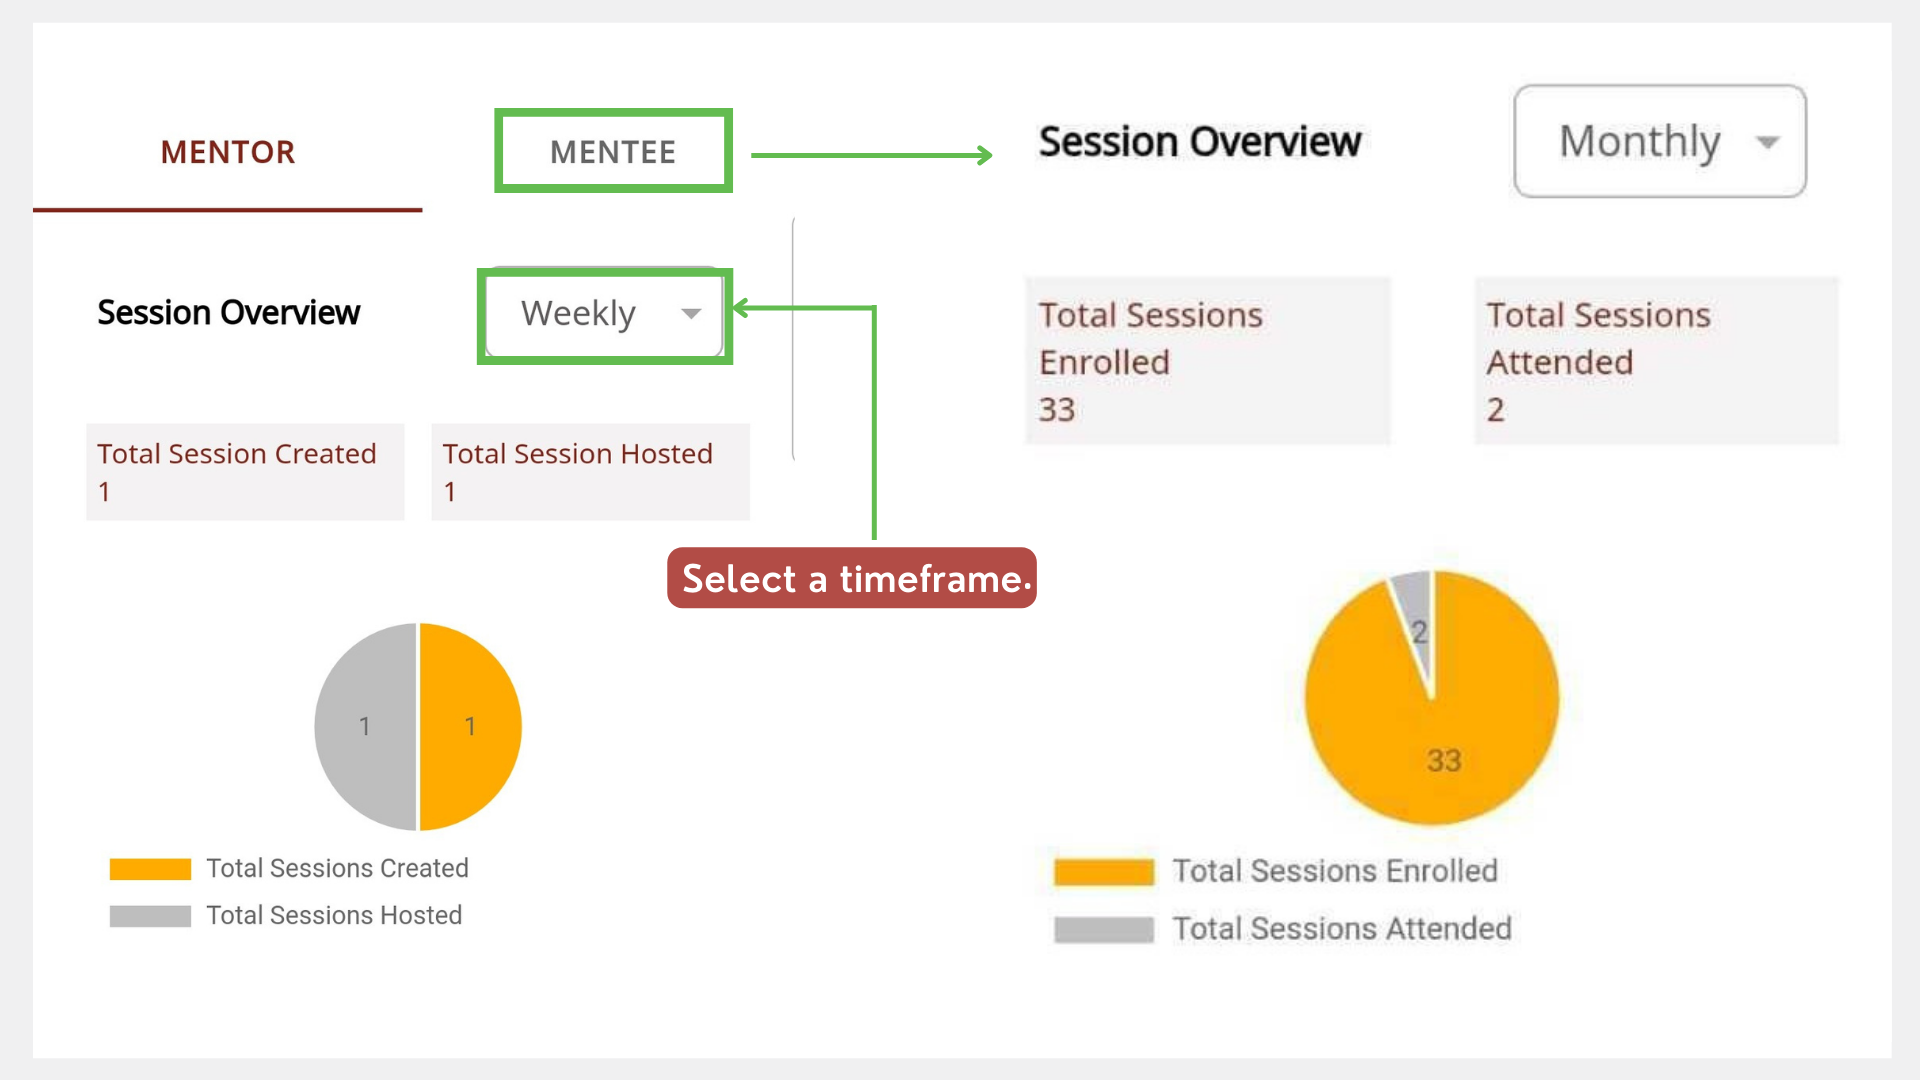 MENTOR
MENTEE
Session Overview
Weekly
Total Session Created
1
Total Session Hosted
1
Select a timeframe.
1
1
Total Sessions Created
Total Sessions Hosted
Session Overview
Monthly
Total Sessions
Enrolled
33
Total Sessions
Attended
2
2
33
Total Sessions Enrolled
Total Sessions Attended